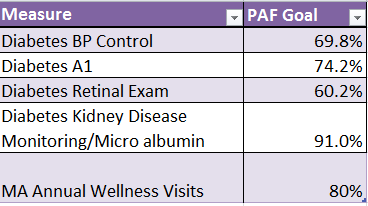 Measure PAF Goal
Diabetes BP Control 69.8%
Diabetes A1 74.2%
Diabetes Retinal Exam 60.2%
Diabetes Kidney Disease
Monitoring/Micro albumin 91.0%
MA Annual Wellness Visits 80%